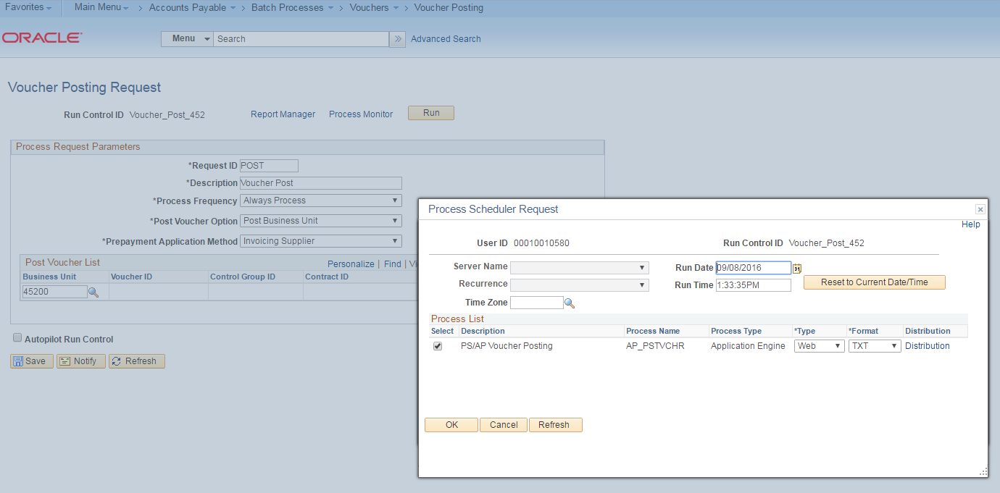 Favorites Main Menu > Accounts Payable > Batch Processes > Vouchers > Voucher Posting
ORACLE Menu Search » Advanced Search
Voucher Posting Request
Run Control ID Voucher_Post_452 Report Manager Process Monitor Run
Process Request Parameters
*Request ID POST
*Description Voucher Post
*Process Frequency Always Process
*Post Voucher Option Post Business Unit
*Prepayment Application Method Invoicing Supplier
Post Voucher List Personalize | Find |
Business Unit Voucher ID Control Group ID Contract ID
45200
Autopilot Run Control
Save Notify Refresh
Process Scheduler Request
Help
User ID 00010010580 Run Control ID Voucher_Post_452
Server Name Run Date 09/08/2016 31
Recurrence Run Time 1:33:35PM Reset to Current Date/Time
Time Zone
Process List
Select Description Process Name Process Type *Type *Format Distribution
PS/AP Voucher Posting AP_PSTVCHR Application Engine Web TXT Distribution
OK Cancel Refresh